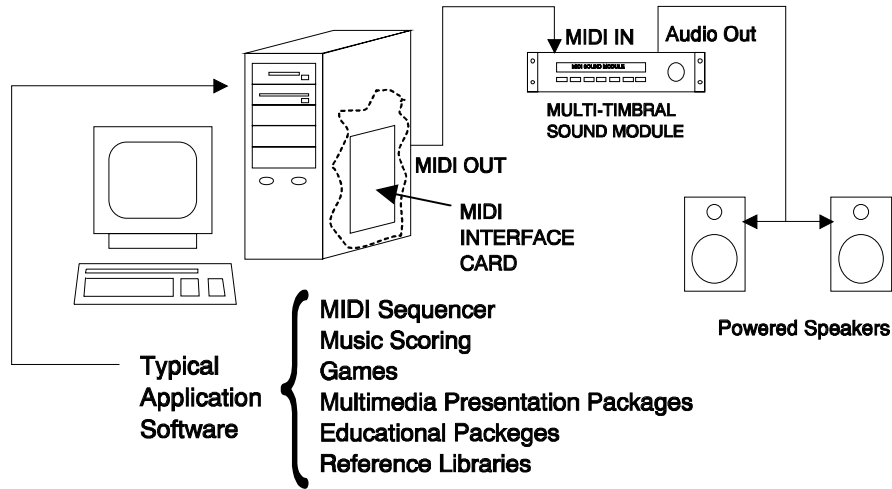 MIDI IN
Audio Out
MIDI SOUND MODULE
MULTI-TIMBRAL
SOUND MODULE
MIDI OUT
MIDI
INTERFACE
CARD
Powered Speakers
Typical
Application
Software
MIDI Sequencer
Music Scoring
Games
Multimedia Presentation Packages
Educational Packeges
Reference Libraries